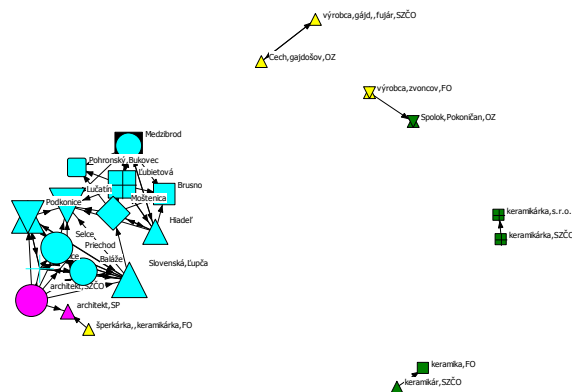 výrobca,gájd,,fujár,SZČO
Cech,gajdošov,OZ
výrobca,zvoncov,FO
Spolok,Pokoničan,OZ
Medzibrod
Pohronský,Bukovec
Ľubietová
Lučatín
Brusno
Moštenica
Podkonice
Hiadeľ
keramikárka,s.r.o.
keramikárka,SZČO
Selce
Priechod
Baláže
Slovenská,Ľupča
architekt,SZČO
architekt,SP
šperkárka,,keramikárka,FO
keramika,FO
keramikár,SZČO